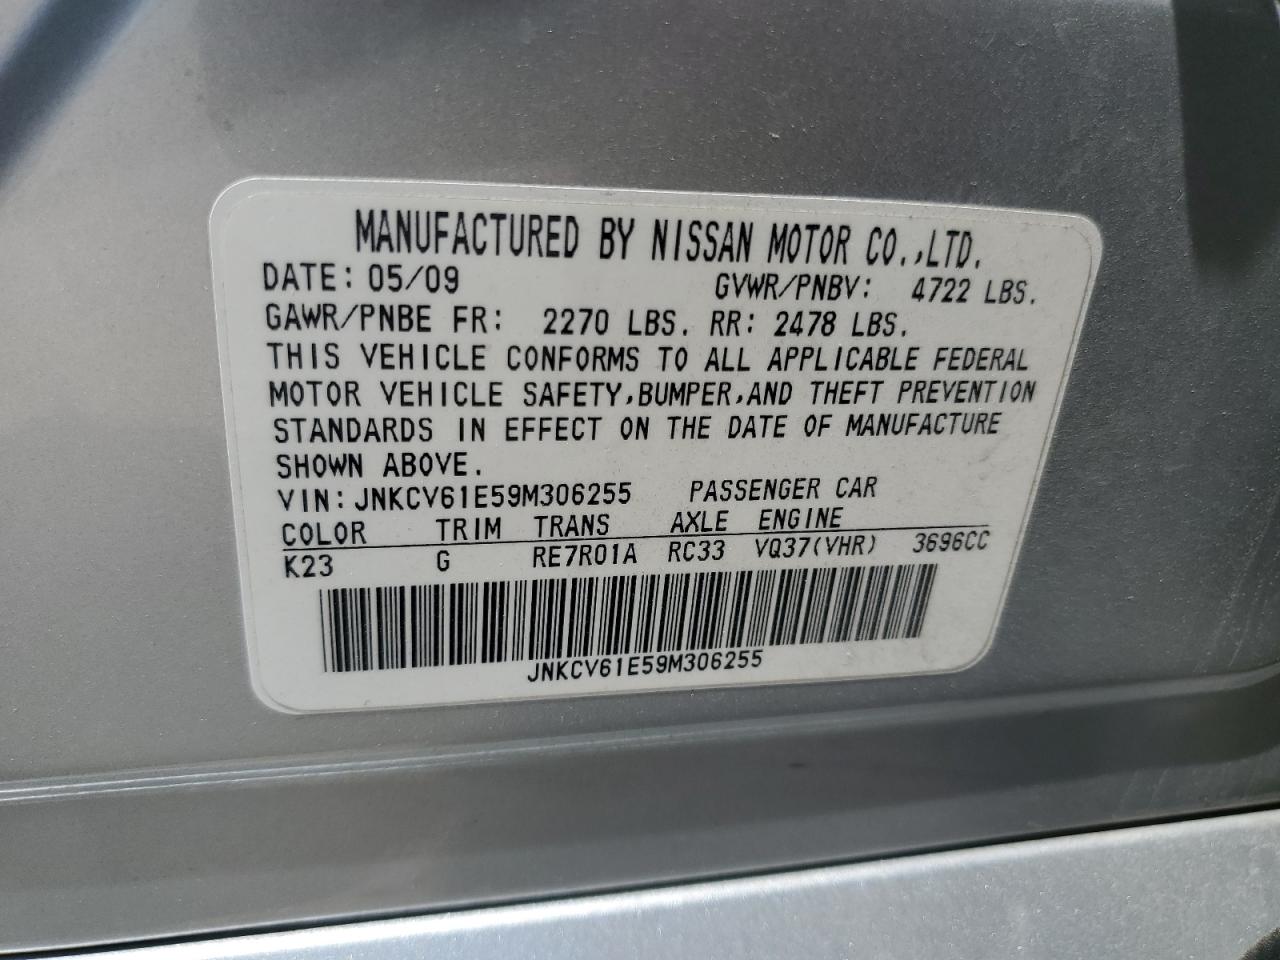 MANUFACTURED BY NISSAN MOTOR CO.,LTD.
DATE: 05/09 GVWR/PNBV: 4722 LBS.
GAWR/PNBE FR: 2270 LBS. RR: 2478 LBS.
THIS VEHICLE CONFORMS TO ALL APPLICABLE FEDERAL
MOTOR VEHICLE SAFETY,BUMPER,AND THEFT PREVENTION
STANDARDS IN EFFECT ON THE DATE OF MANUFACTURE
SHOWN ABOVE.
VIN: JNKCV61E59M306255 PASSENGER CAR
COLOR TRIM TRANS AXLE ENGINE
K23 G RE7R01A RC33 VQ37(VHR) 3696CC
JNKCV61E59M306255